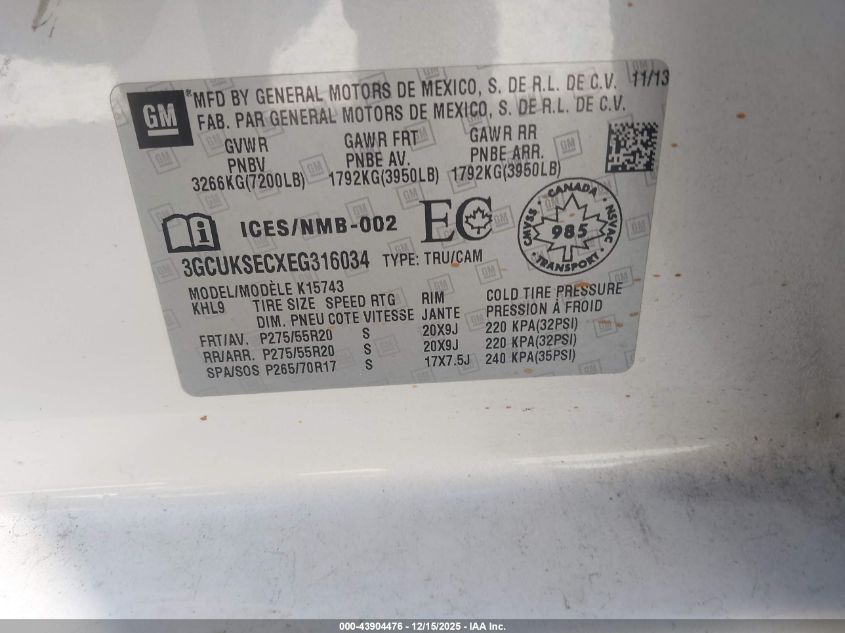 GM
®MFD BY GENERAL MOTORS DE MEXICO, S. DE R.L. DE C.V. 11/13
FAB. PAR GENERAL MOTORS DE MEXICO, S. DE R.L. DE C.V.
GVWR GAWR FRT GAWR RR
PNBV PNBE AV. PNBE ARR.
3266KG(7200LB) 1792KG(3950LB) 1792KG(3950LB)
ICES/NMB-002 EC
CANADA
CMVSS 985 NSVAC
TRANSPORT
3GCUKSECXEG316034 TYPE: TRU/CAM
MODEL/MODÈLE K15743
KHL9 TIRE SIZE SPEED RTG RIM COLD TIRE PRESSURE
DIM. PNEU COTE VITESSE JANTE PRESSION À FROID
FRT/AV. P275/55R20 S 20X9J 220 KPA(32PSI)
RR/ARR. P275/55R20 S 20X9J 220 KPA(32PSI)
SPA/SOS P265/70R17 S 17X7.5J 240 KPA(35PSI)
000-43904476 - 12/15/2025 - IAA Inc.